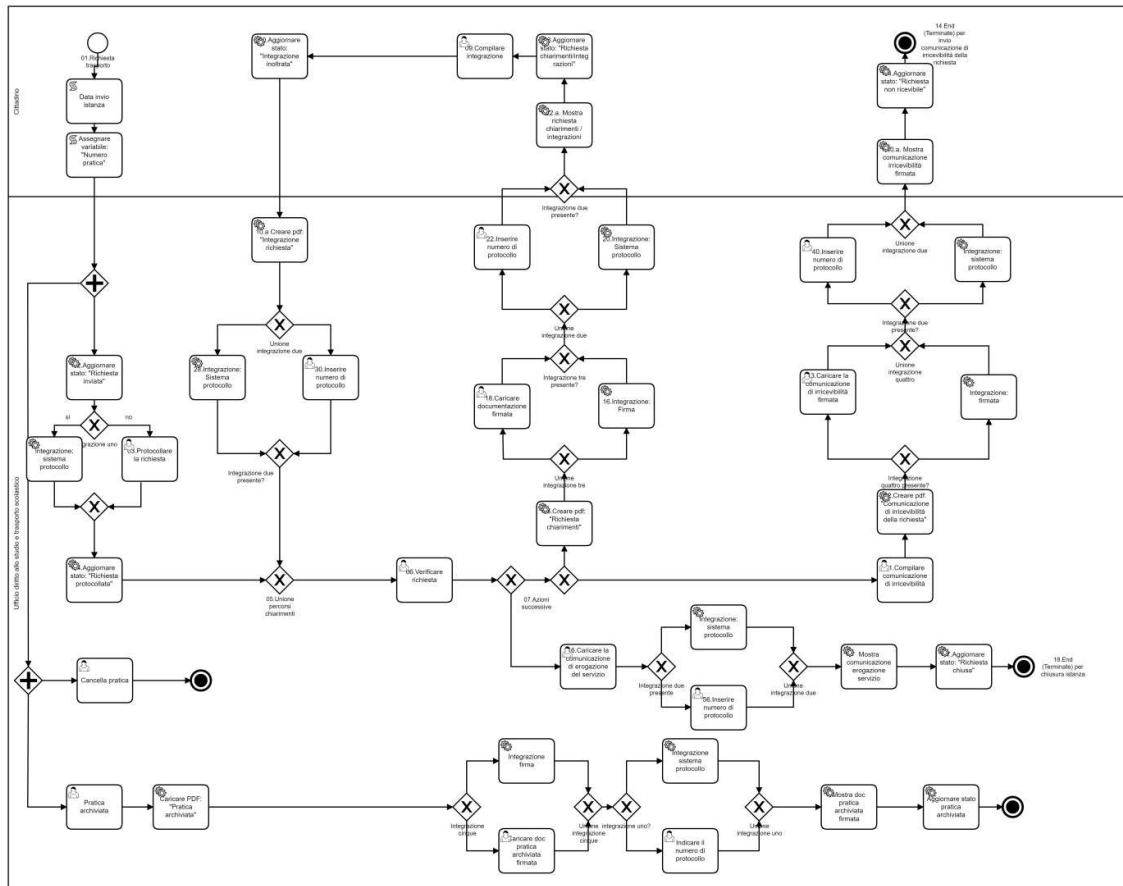 Cittadino
01.Richiesta
trasporto
Data invio
istanza
Assegnare
variabile:
"Numero
pratica"
Aggiornare
stato:
"Integrazione
inoltrata"
09.Compilare
integrazione
Aggiornare
stato: "Richiesta
chiarimenti/integ
razioni"
a. Mostra
richiesta
chiarimenti /
integrazioni
14.End
(Terminate) per
invio
comunicazione di
irricevibilità della
richiesta
Aggiornare
stato: "Richiesta
non ricevibile"
a. Mostra
comunicazione
irricevibilità
firmata
Ufficio diritto allo studio e trasporto scolastico
Aggiornare
stato: "Richiesta
inviata"
si
no
Integrazione:
sistema
protocollo
03.Protocollare
la richiesta
Aggiornare
stato: "Richiesta
protocollata"
a Creare pdf:
"Integrazione
richiesta"
Unione
integrazione due
Integrazione:
Sistema
protocollo
30.Inserire
numero di
protocollo
Integrazione due
presente?
05.Unione
percorsi
chiarimenti
06.Verificare
richiesta
07.Azioni
successive
Integrazione due
presente?
22.Inserire
numero di
protocollo
Integrazione:
Sistema
protocollo
Unione
integrazione due
Integrazione tre
presente?
18.Caricare
documentazione
firmata
16.Integrazione:
Firma
Unione
integrazione tre
Creare pdf:
"Richiesta
chiarimenti"
Unione
integrazione due
40.Inserire
numero di
protocollo
Integrazione:
sistema
protocollo
Integrazione due
presente?
Unione
integrazione
quattro
Caricare la
comunicazione
di irricevibilità
firmata
Integrazione:
firmata
Integrazione
quattro presente?
Creare pdf:
"Comunicazione
di irricevibilità
della richiesta"
Compilare
comunicazione
di irricevibilità
Caricare la
comunicazione
di erogazione
del servizio
Integrazione due
presente
Integrazione:
sistema
protocollo
Inserire
numero di
protocollo
Unione
integrazione due
Mostra
comunicazione
erogazione
servizio
Aggiornare
stato: "Richiesta
chiusa"
19.End
(Terminate) per
chiusura istanza
Cancella pratica
Pratica
archiviata
Caricare PDF:
"Pratica
archiviata"
Integrazione
cinque
Integrazione
firma
Caricare doc
pratica
archiviata
firmata
Unione
integrazione
cinque
integrazione uno?
Integrazione
sistema
protocollo
Indicare il
numero di
protocollo
Unione
integrazione uno
Mostra doc
pratica
archiviata
firmata
Aggiornare stato
pratica
archiviata